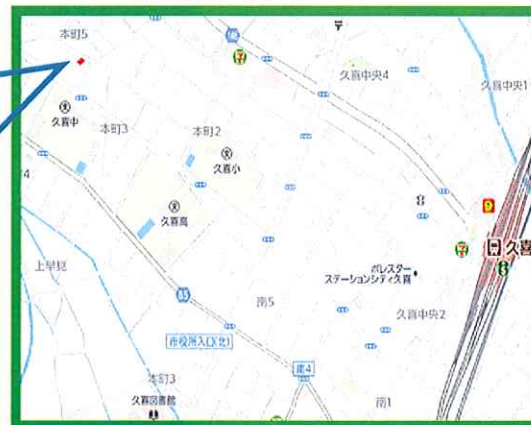 本町5
久喜中央4
久喜中央1
久喜中
本町3
本町2
久喜小
久喜高
久喜
上早見
ポレスター
ステーションシティ久喜
85
南5
久喜中央2
市役所入口(北)
本町3
南4
久喜図書館
南1